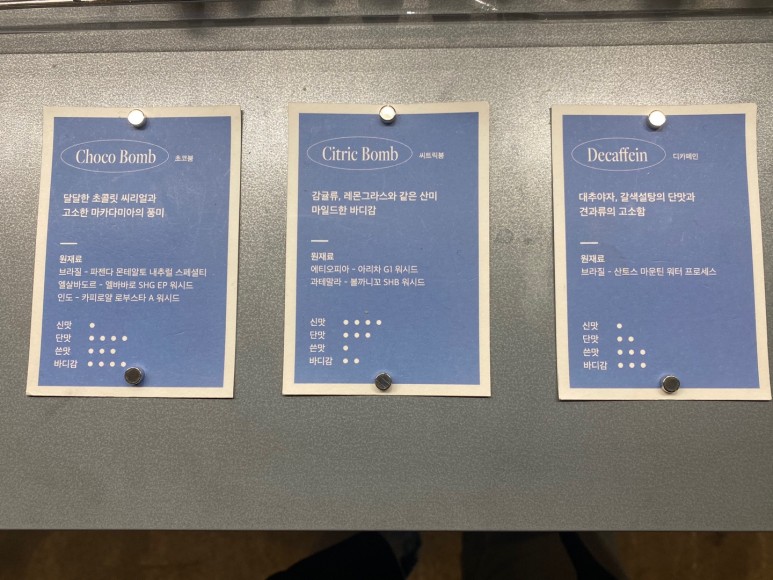 Choco Bomb 초코봄
달달한 초콜릿 씨리얼과
고소한 마카다미아의 풍미
원재료
브라질 - 파젠다 몬테알토 내추럴 스페셜티
엘살바도르 - 엘바바로 SHG EP 워시드
인도 - 카피로얄 로부스타 A 워시드
신맛
단맛
쓴맛
바디감
Citric Bomb 씨트릭봄
감귤류, 레몬그라스와 같은 산미
마일드한 바디감
원재료
에티오피아 - 아리차 G1 워시드
과테말라 - 볼까니꼬 SHB 워시드
신맛
단맛
쓴맛
바디감
Decaffein 디카페인
대추야자, 갈색설탕의 단맛과
견과류의 고소함
원재료
브라질 - 산토스 마운틴 워터 프로세스
신맛
단맛
쓴맛
바디감